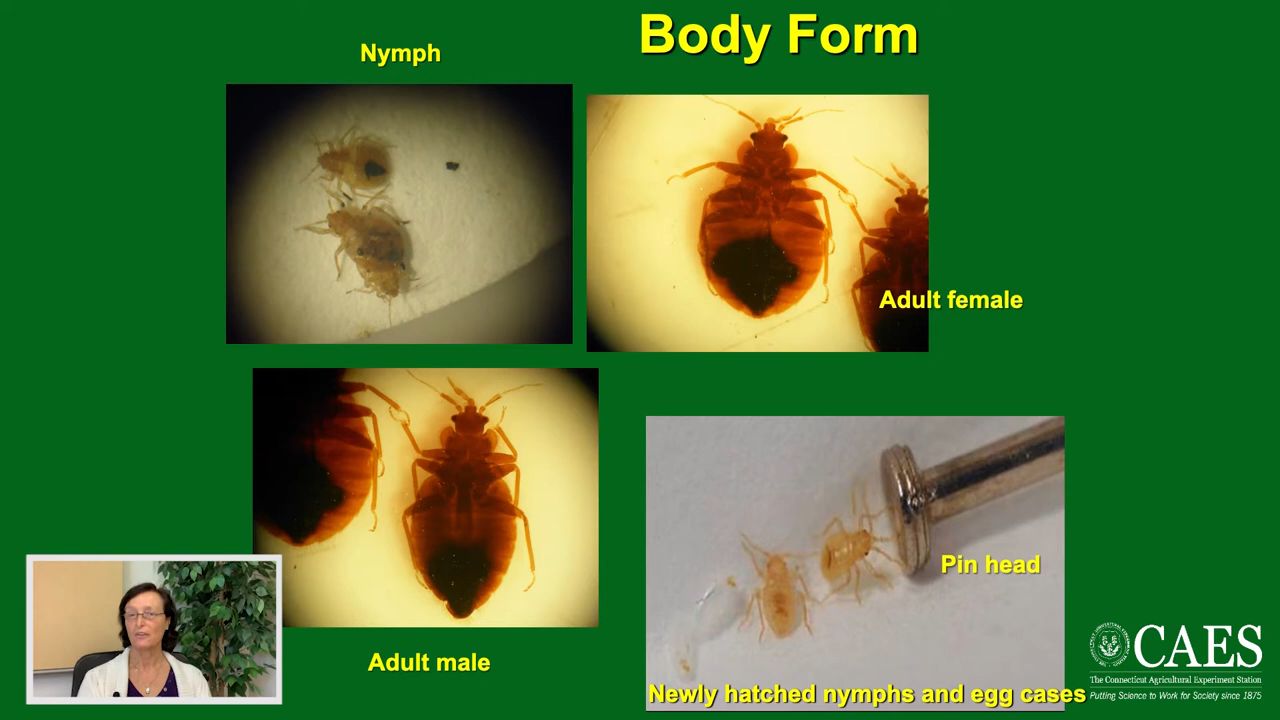 Body Form
Nymph
Adult female
Adult male
Pin head
Newly hatched nymphs and egg cases
CAES
The Connecticut Agricultural Experiment Station
Putting Science to Work for Society since 1875